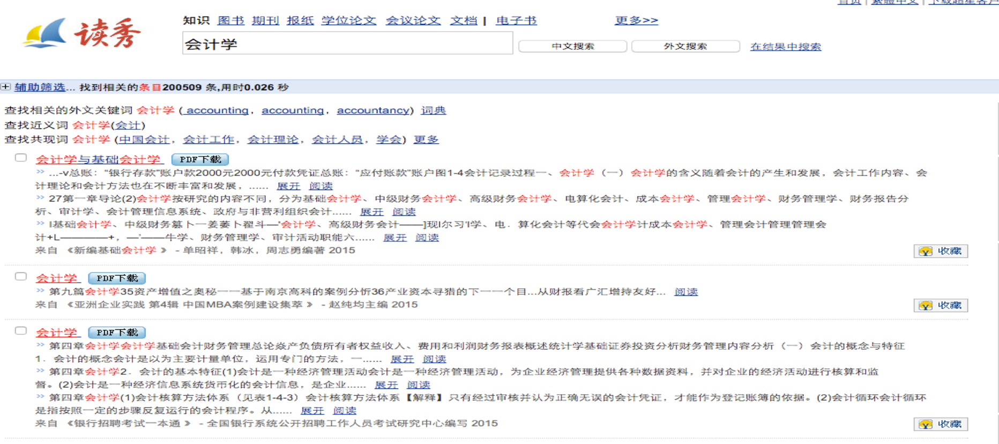 首页 | 繁體中文 | 下载超星客户
读秀
知识 图书 期刊 报纸 学位论文 会议论文 文档 | 电子书 更多>>
会计学 中文搜索 外文搜索 在结果中搜索
辅助筛选... 找到相关的条目200509 条,用时0.026 秒
查找相关的外文关键词 会计学 ( accounting, accounting, accountancy) 词典
查找近义词 会计学(会计)
查找共现词 会计学 (中国会计, 会计工作, 会计理论, 会计人员, 学会) 更多
会计学与基础会计学 PDF下载
>> ...-v总账：“银行存款”账户款2000元2000元付款凭证总账：“应付账款”账户图1-4会计记录过程一、会计学（一）会计学的含义随着会计的产生和发展，会计工作内容、会
计理论和会计方法也在不断丰富和发展，...... 展开 阅读
>> 27第一章导论(2)会计学按研究的内容不同，分为基础会计学、中级财务会计学、高级财务会计学、电算化会计、成本会计学、管理会计学、财务管理学、财务报告分
析、审计学、会计管理信息系统、政府与非营利组织会计...... 展开 阅读
>> l基础会计学、中级财务篡卜一姜萎卜翟斗—'会计学、高级财务会计——]现l尔习'l学、电．算化会计等代会会计学计成本会计学、管理会计管理管理会
计+L————+，—'——牛学、财务管理学、审计活动职能六...... 展开 阅读
来自 《新编基础会计学 》 - 单昭祥，韩冰，周志勇编著 2015
收藏
会计学 PDF下载
>> 第九篇会计学35资产增值之奥秘一一基于南京高科的案例分忻36产业资本寻猎的下一一个目...从财报看广汇增持友好... 阅读
来自 《亚洲企业实践 第4辑 中国MBA案例建设集萃 》 - 赵纯均主编 2015
收藏
会计学 PDF下载
>> 第四章会计学会计学基础会计财务管理总论焱产负债所有者权益收入、费用和利润财务报表概述统计学基础证券投资分析财务管理内容分析（一）会计的概念与特征
1．会计的概念会计是以为主要计量单位，运用专门的方法，一...... 展开 阅读
>> 第四章会计学2．会计的基本特征(1)会计是一种经济管理活动会计是一种经济管理活动，为企业经济管理提供各种数据资料，并对企业的经济活动进行核算和监
督。(2)会计是一种经济信息系统货币化的会计信息，是企业...... 展开 阅读
>> 第四章会计学(1)会计核算方法体系（见表1-4-3）会计核算方法体系【解释】只有经过审核并认为正确无误的会计凭证，才能作为登记账簿的依据。(2)会计循环会计循环
是指按照一定的步骤反复运行的会计程序。从...... 展开 阅读
来自 《银行招聘考试一本通 》 - 全国银行系统公开招聘工作人员考试研究中心编写 2015
收藏